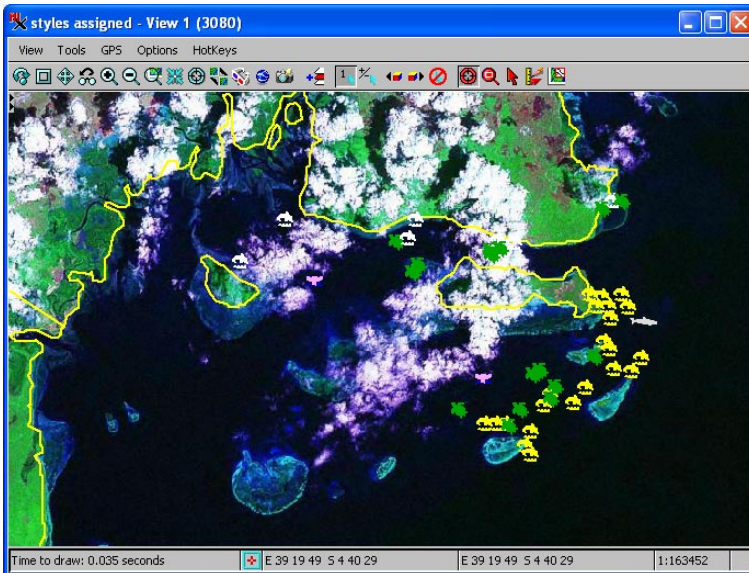 styles assigned - View 1 (3080)
View Tools GPS Options HotKeys
Time to draw: 0.035 seconds E 39 19 49 S 4 40 29 E 39 19 49 S 4 40 29 1:163452